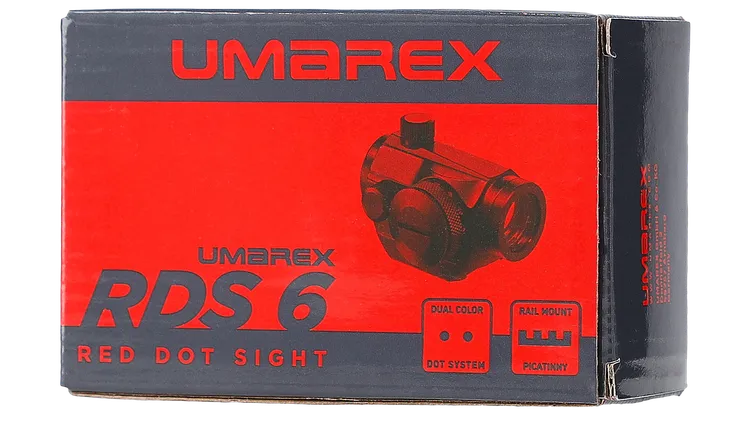 UMAREX
UMAREX
RDS 6
RED DOT SIGHT
DUAL COLOR
DOT SYSTEM
RAIL MOUNT
PICATINNY
UMAREX